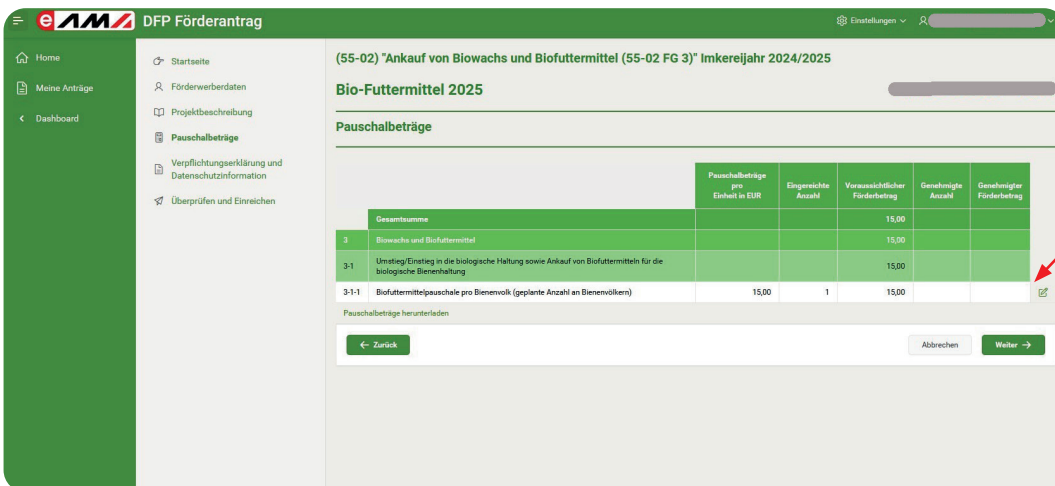 eAMA DFP Förderantrag
Einstellungen
Home
Meine Anträge
Dashboard
Startseite
Förderwerberdaten
Projektbeschreibung
Pauschalbeträge
Verpflichtungserklärung und
Datenschutzinformation
Überprüfen und Einreichen
(55-02) "Ankauf von Biowachs und Biofuttermittel (55-02 FG 3)" Imkereijahr 2024/2025
Bio-Futtermittel 2025
Pauschalbeträge
Pauschalbeträge
pro
Einheit in EUR
Eingereichte
Anzahl
Voraussichtlicher
Förderbetrag
Genehmigte
Anzahl
Genehmigter
Förderbetrag
Gesamtsumme 15,00
3 Biowachs und Biofuttermittel 15,00
3-1 Umstieg/Einstieg in die biologische Haltung sowie Ankauf von Biofuttermitteln für die
biologische Bienenhaltung 15,00
3-1-1 Biofuttermittelpauschale pro Bienenvolk (geplante Anzahl an Bienenvölkern) 15,00 1 15,00
Pauschalbeträge herunterladen
← Zurück
Abbrechen
Weiter →